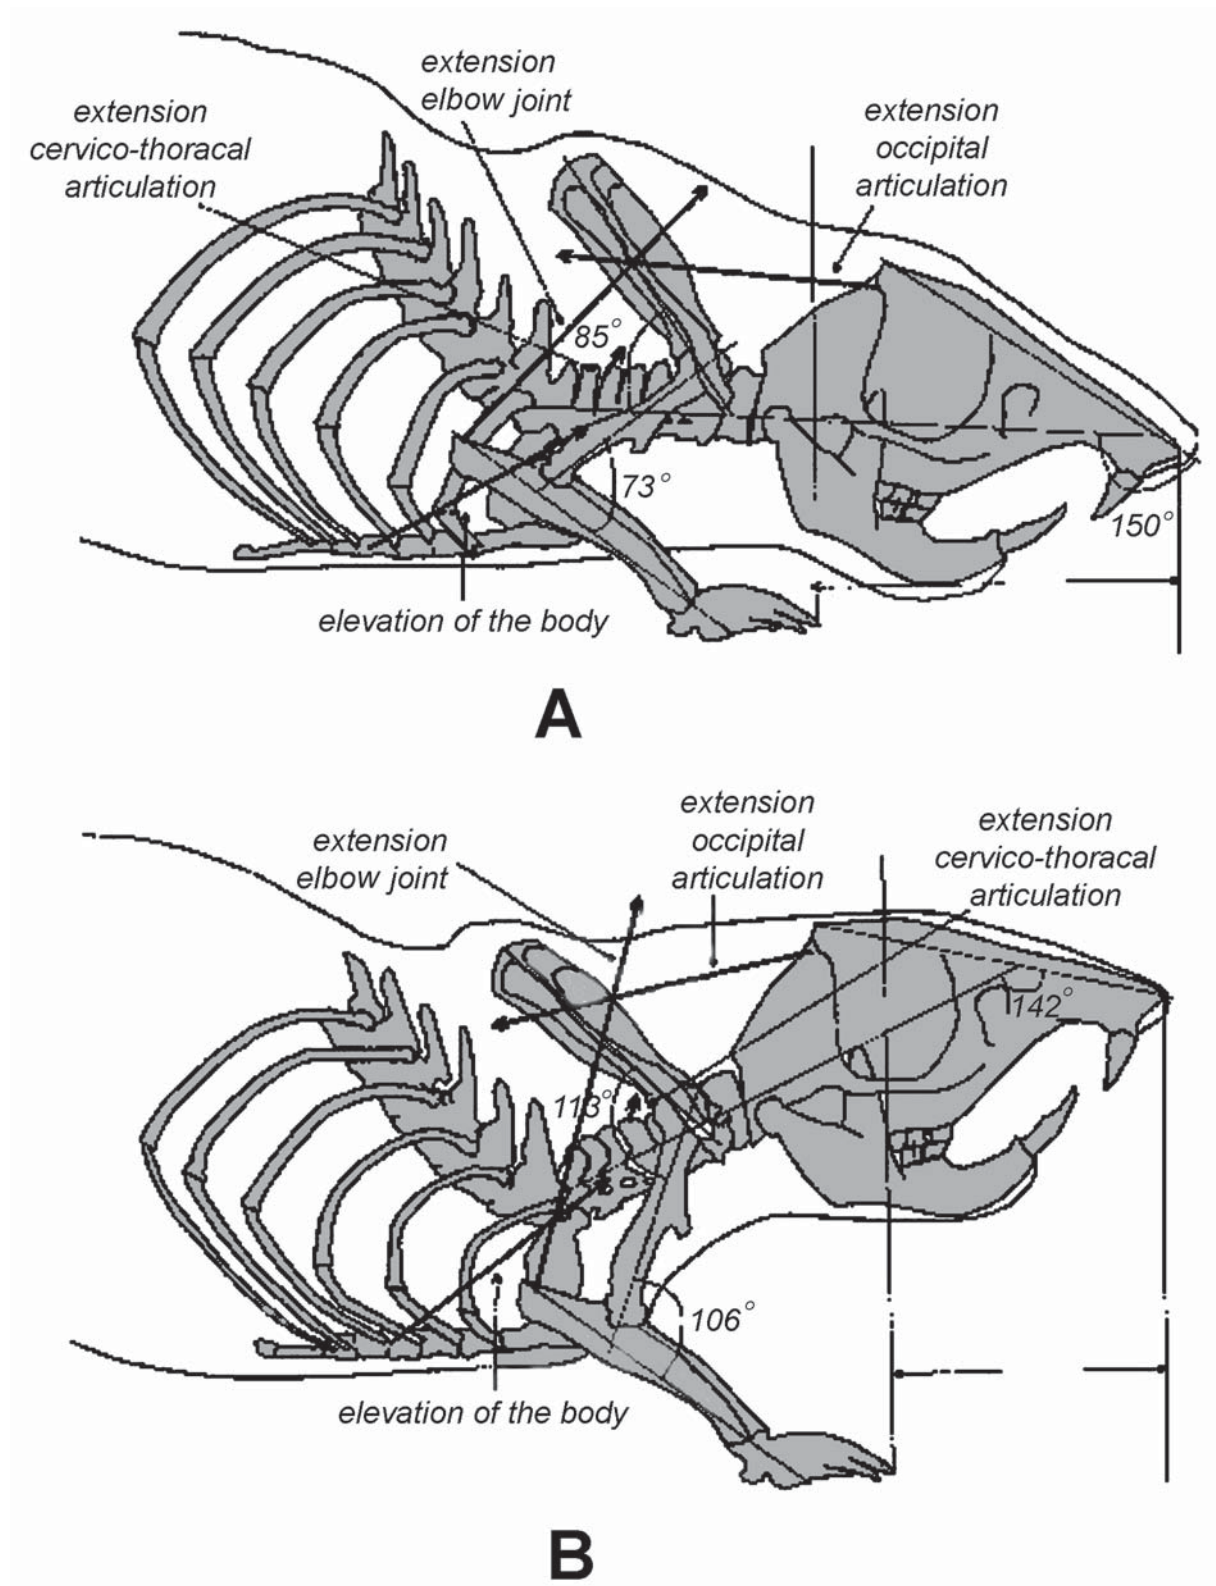 extension
elbow joint
extension
cervico-thoracal
articulation
extension
occipital
articulation
85°
73°
150°
elevation of the body
A
extension
occipital
articulation
extension
cervico-thoracal
articulation
extension
elbow joint
142°
113°
106°
elevation of the body
B